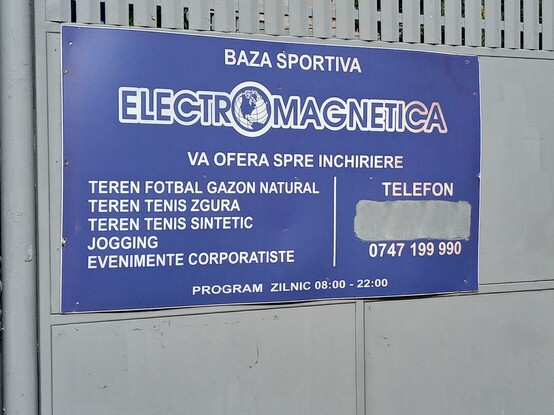 BAZA SPORTIVA
ELECTROMAGNETICA
VA OFERA SPRE INCHIRIERE
TEREN FOTBAL GAZON NATURAL
TEREN TENIS ZGURA
TEREN TENIS SINTETIC
JOGGING
EVENIMENTE CORPORATISTE
TELEFON
0747 199 990
PROGRAM ZILNIC 08:00 - 22:00